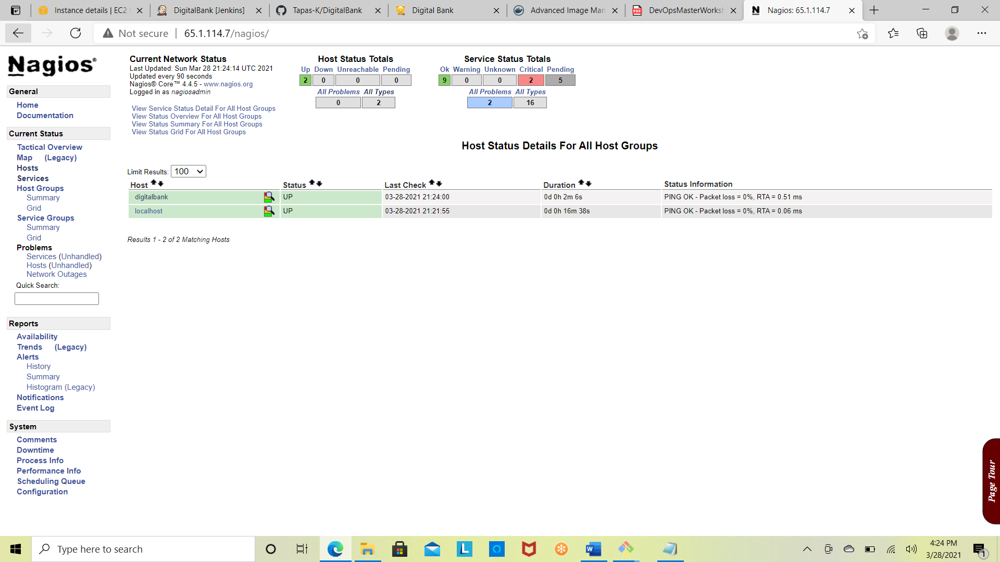 Instance details | EC2
DigitalBank [Jenkins]
Tapas-K/DigitalBank
Digital Bank
Advanced Image Man
DevOpsMasterWorksh
Nagios: 65.1.114.7
Not secure | 65.1.114.7/nagios/
Nagios®
General
Home
Documentation
Current Status
Tactical Overview
Map (Legacy)
Hosts
Services
Host Groups
Summary
Grid
Service Groups
Summary
Grid
Problems
Services (Unhandled)
Hosts (Unhandled)
Network Outages
Quick Search:
Reports
Availability
Trends (Legacy)
Alerts
History
Summary
Histogram (Legacy)
Notifications
Event Log
System
Comments
Downtime
Process Info
Performance Info
Scheduling Queue
Configuration
Current Network Status
Last Updated: Sun Mar 28 21:24:14 UTC 2021
Updated every 90 seconds
Nagios® Core™ 4.4.5 - www.nagios.org
Logged in as nagiosadmin
View Service Status Detail For All Host Groups
View Status Overview For All Host Groups
View Status Summary For All Host Groups
View Status Grid For All Host Groups
Host Status Totals
Up Down Unreachable Pending
2 0 0 0
All Problems All Types
0 2
Service Status Totals
Ok Warning Unknown Critical Pending
9 0 0 2 5
All Problems All Types
2 16
Host Status Details For All Host Groups
Limit Results: 100
Host Status Last Check Duration Status Information
digitalbank UP 03-28-2021 21:24:00 0d 0h 2m 6s PING OK - Packet loss = 0%, RTA = 0.51 ms
localhost UP 03-28-2021 21:21:55 0d 0h 16m 38s PING OK - Packet loss = 0%, RTA = 0.06 ms
Results 1 - 2 of 2 Matching Hosts
Page Tour
Type here to search
4:24 PM
3/28/2021
1